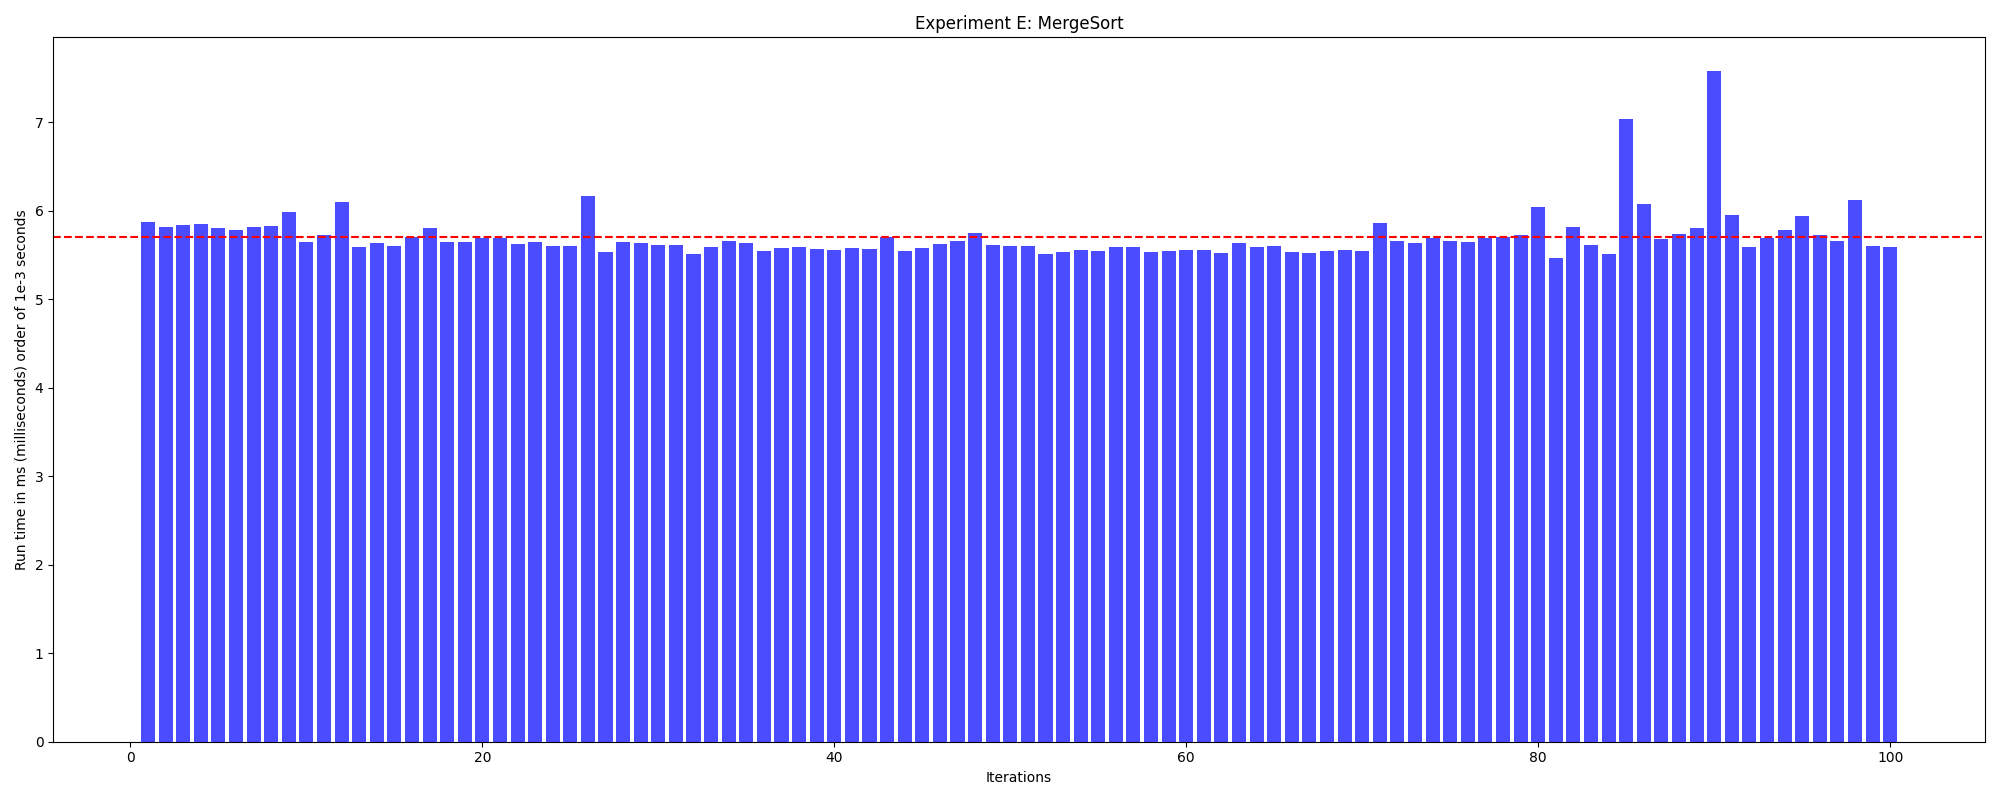 Experiment E: MergeSort
Run time in ms (milliseconds) order of 1e-3 seconds
7
6
5
4
3
2
1
0
0 20 40 60 80 100
Iterations